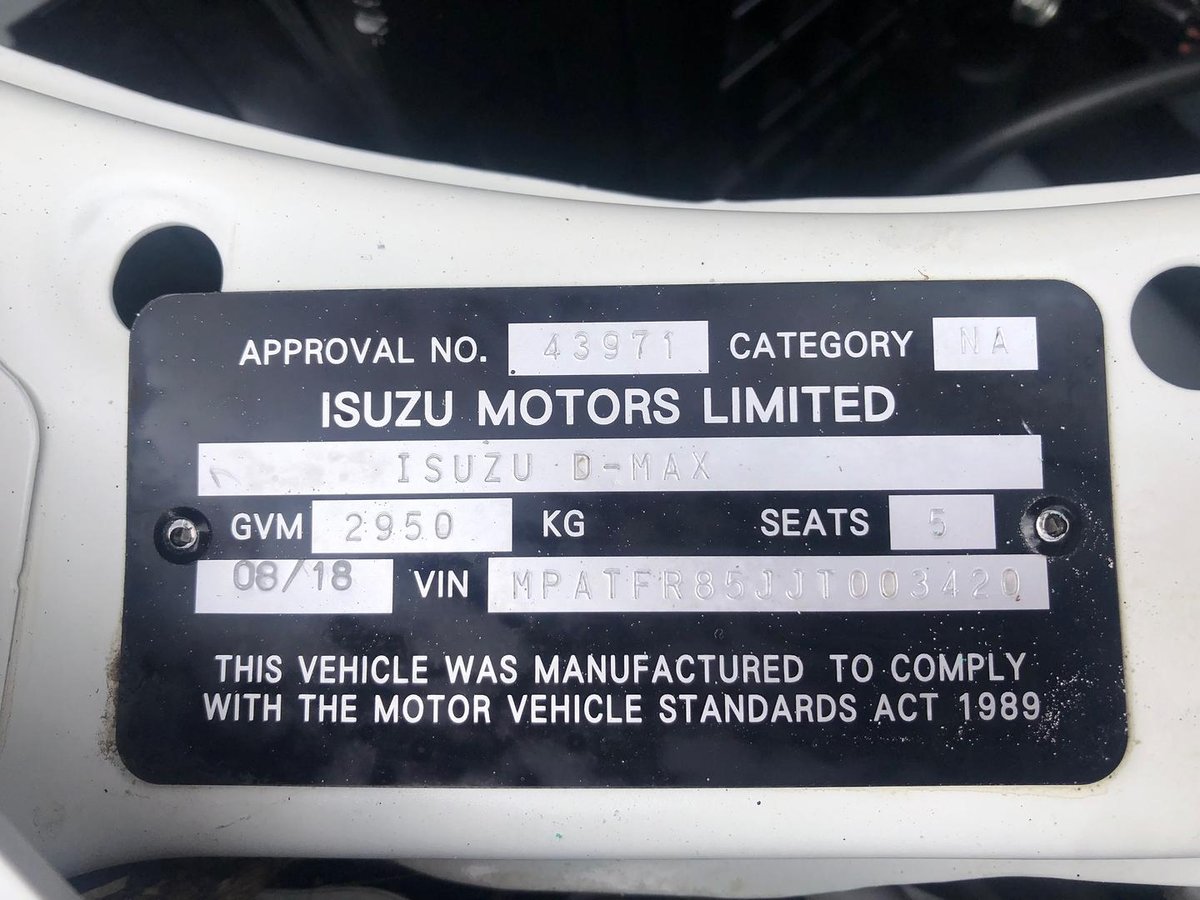 APPROVAL NO. 43971 CATEGORY NA
ISUZU MOTORS LIMITED
ISUZU D-MAX
GVM 2950 KG SEATS 5
08/18 VIN MPATFR85JJT003420
THIS VEHICLE WAS MANUFACTURED TO COMPLY
WITH THE MOTOR VEHICLE STANDARDS ACT 1989